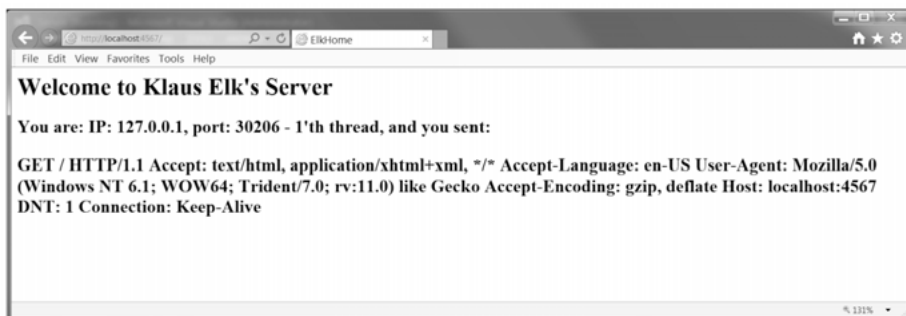 http://localhost:4567/
ElkHome
File Edit View Favorites Tools Help
Welcome to Klaus Elk's Server
You are: IP: 127.0.0.1, port: 30206 - 1'th thread, and you sent:
GET / HTTP/1.1 Accept: text/html, application/xhtml+xml, */* Accept-Language: en-US User-Agent: Mozilla/5.0
(Windows NT 6.1; WOW64; Trident/7.0; rv:11.0) like Gecko Accept-Encoding: gzip, deflate Host: localhost:4567
DNT: 1 Connection: Keep-Alive
131%